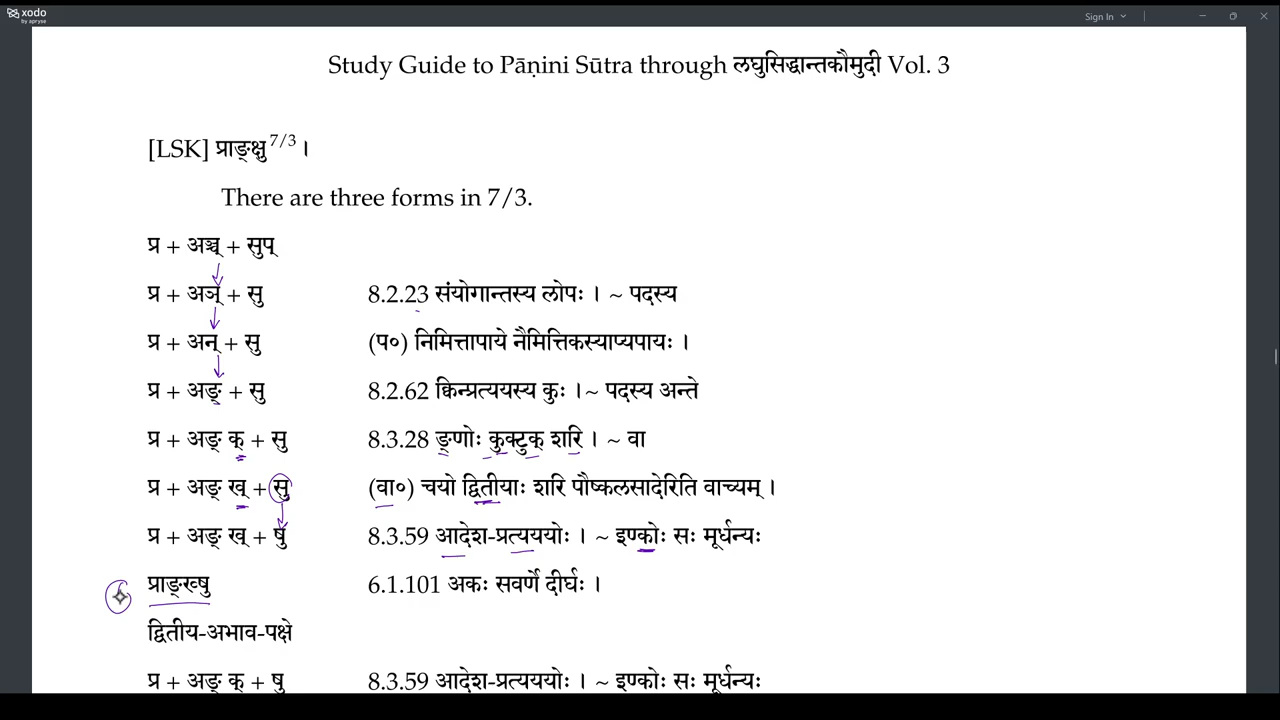 xodo
by apryse
Sign In
Study Guide to Pāṇini Sūtra through लघुसिद्धान्तकौमुदी Vol. 3
[LSK] प्राङ्क्षु 7/3 ।
There are three forms in 7/3.
प्र + अञ्च् + सुप्
प्र + अञ् + सु 8.2.23 संयोगान्तस्य लोपः । ~ पदस्य
प्र + अन् + सु (प०) निमित्तापाये नैमित्तिकस्याप्यपायः ।
प्र + अङ् + सु 8.2.62 क्विन्प्रत्ययस्य कुः ।~ पदस्य अन्ते
प्र + अङ् क् + सु 8.3.28 ङ्णोः कुक्टुक् शरि । ~ वा
प्र + अङ् ख् + सु (वा०) चयो द्वितीयाः शरि पौष्कलसादेरिति वाच्यम् ।
प्र + अङ् ख् + षु 8.3.59 आदेश-प्रत्यययोः । ~ इण्कोः सः मूर्धन्यः
प्राङ्ख्षु 6.1.101 अकः सवर्णे दीर्घः ।
द्वितीय-अभाव-पक्षे
प्र + अङ् क् + षु 8.3.59 आदेश-प्रत्यययोः । ~ इण्कोः सः मूर्धन्यः